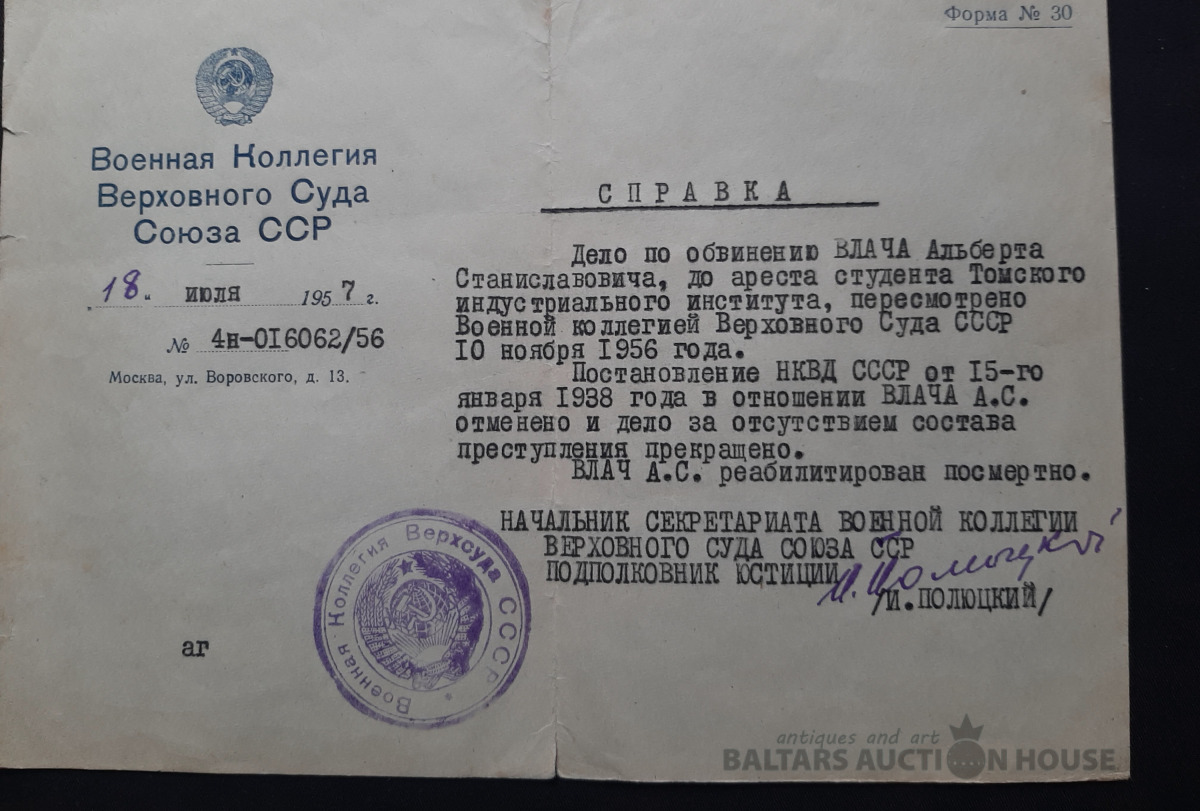 Форма № 30
Военная Коллегия
Верховного Суда
Союза ССР
18 " июля 1957 г.
№ 4н-016062/56
Москва, ул. Воровского, д. 13.
СПРАВКА
Дело по обвинению ВЛАЧА Альберта
Станиславовича, до ареста студента Томского
индустриального института, пересмотрено
Военной коллегией Верховного Суда СССР
10 ноября 1956 года.
Постановление НКВД СССР от 15-го
января 1938 года в отношении ВЛАЧА А.С.
отменено и дело за отсутствием состава
преступления прекращено.
ВЛАЧ А.С. реабилитирован посмертно.
НАЧАЛЬНИК СЕКРЕТАРИАТА ВОЕННОЙ КОЛЛЕГИИ
ВЕРХОВНОГО СУДА СОЮЗА ССР
ПОДПОЛКОВНИК ЮСТИЦИИ
/И.ПОЛЮЦКИЙ/
Военная Коллегия Верхсуда СССР
аг
antiques and art
BALTARS AUCTION HOUSE